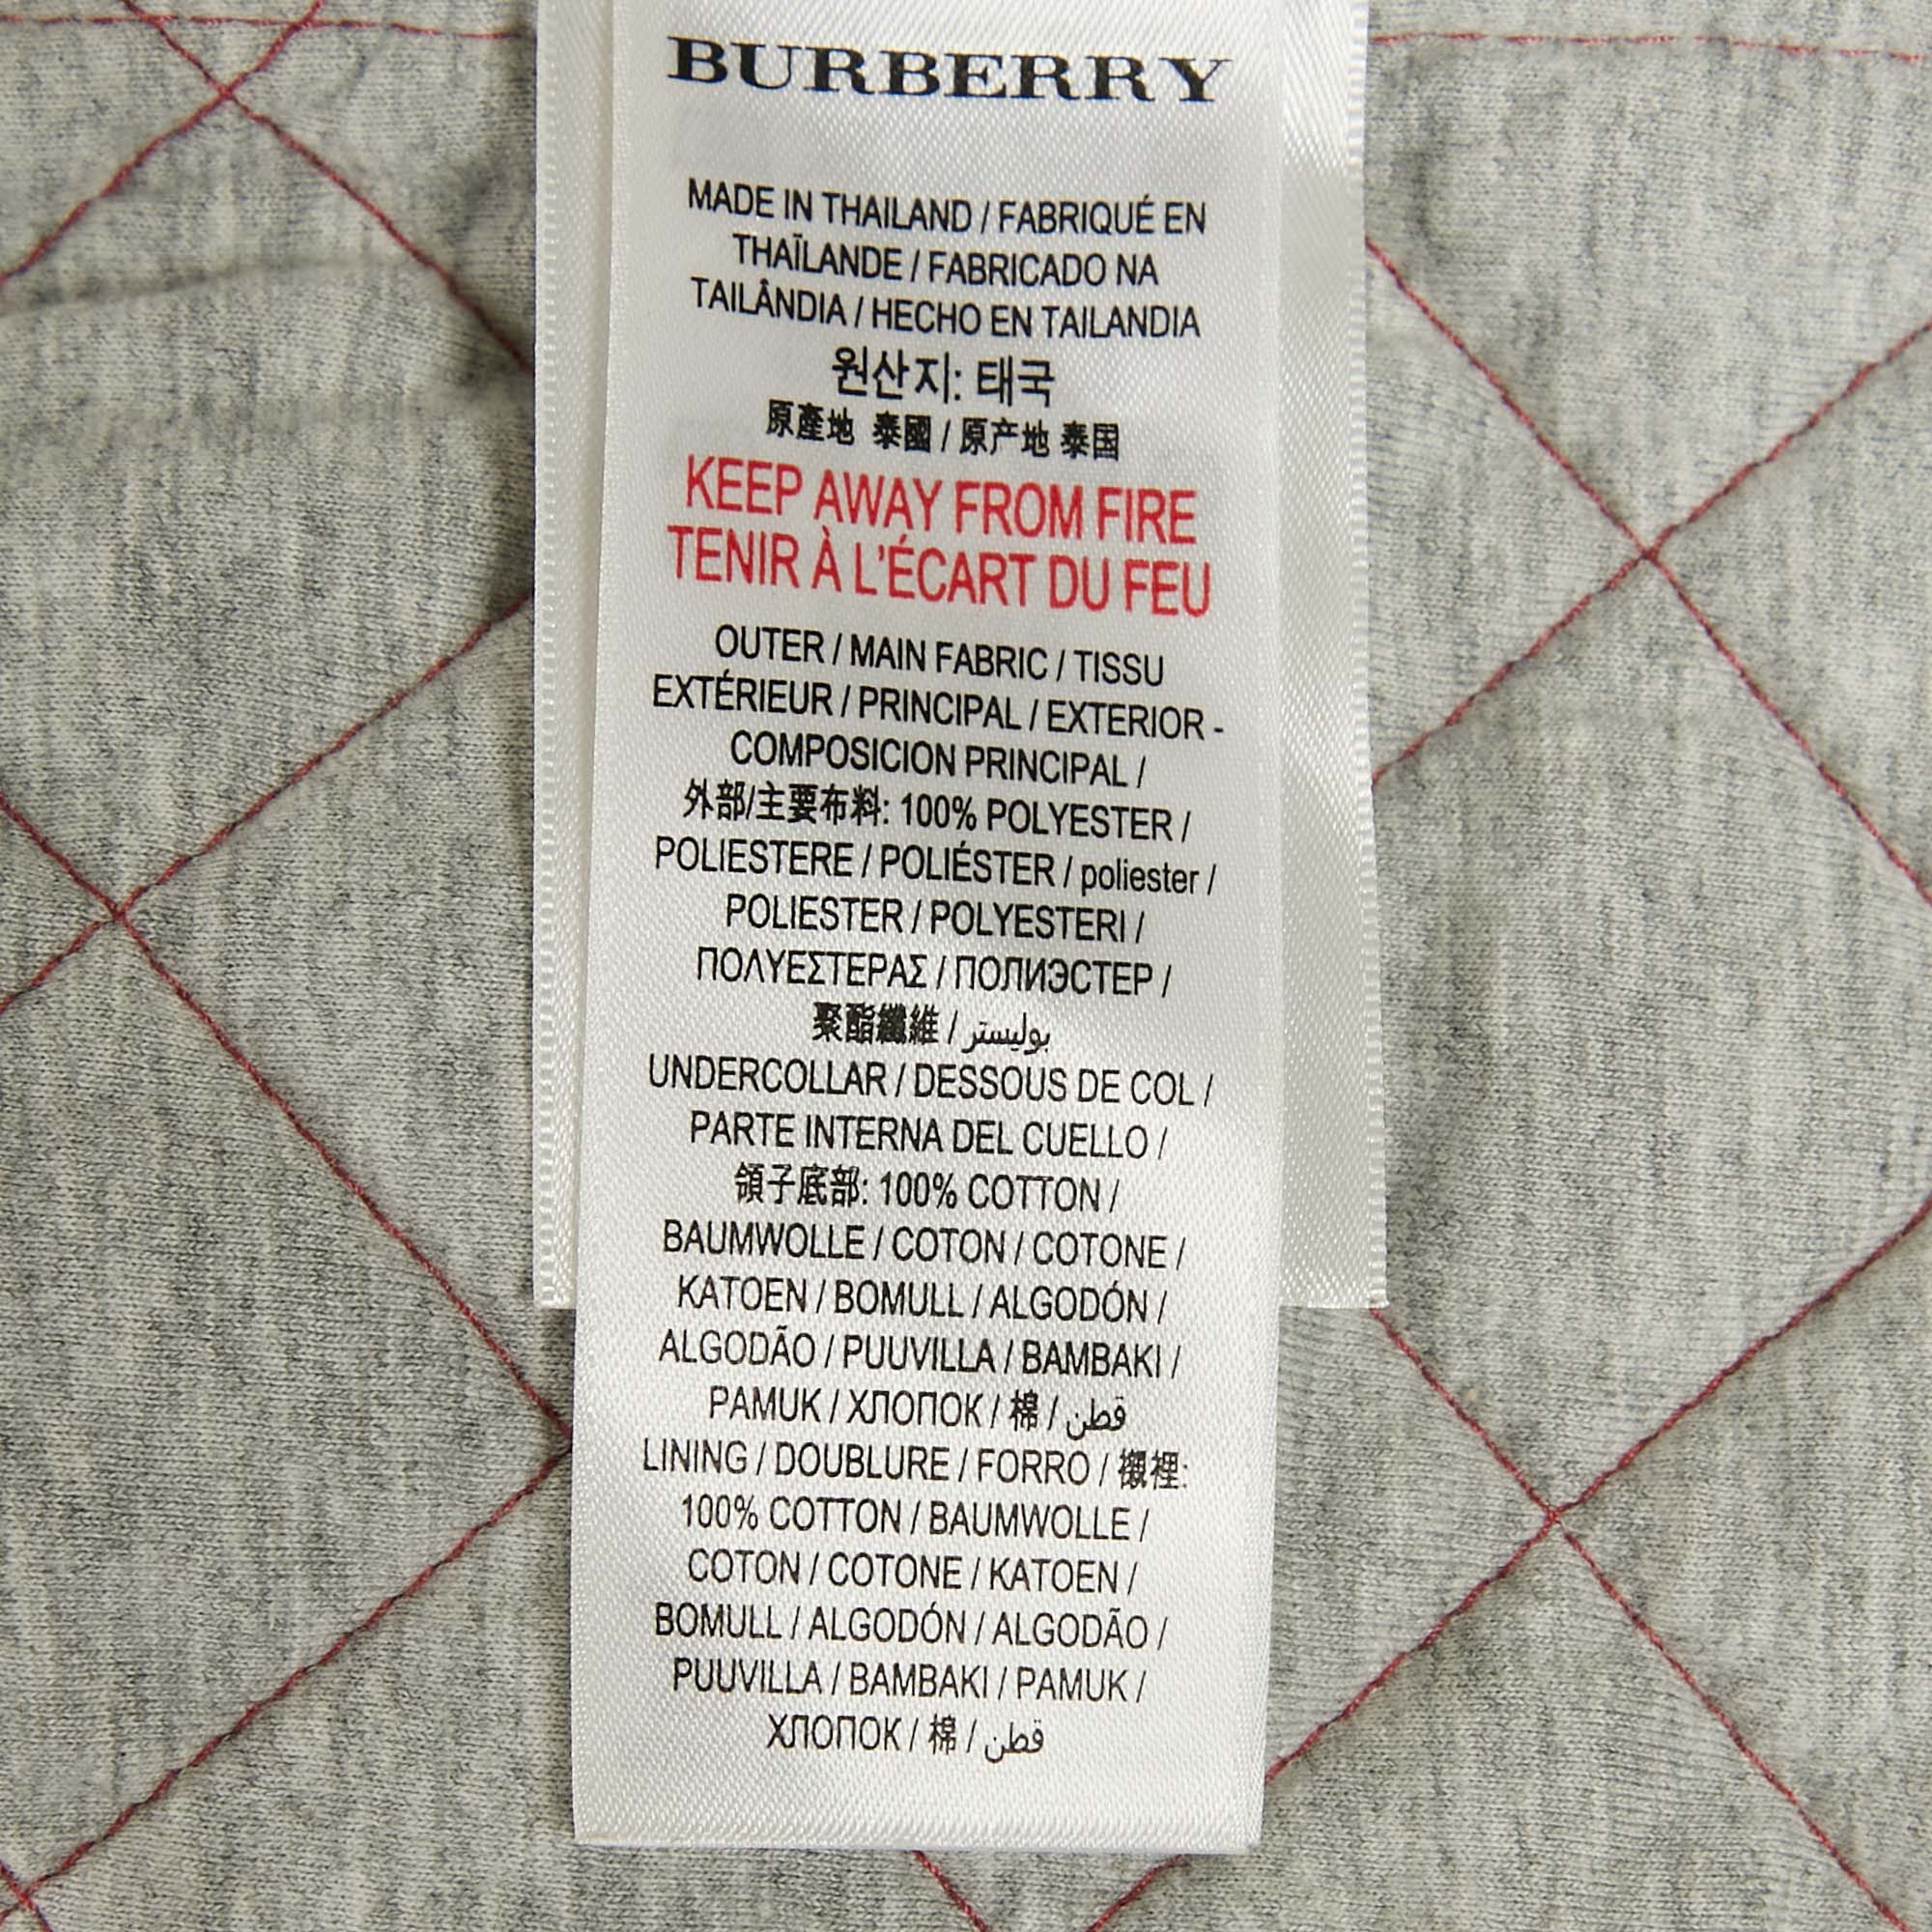 BURBERRY
MADE IN THAILAND / FABRIQUÉ EN
THAÏLANDE / FABRICADO NA
TAILÂNDIA / HECHO EN TAILANDIA
원산지: 태국
原產地 泰國 / 原产地 泰国
KEEP AWAY FROM FIRE
TENIR À L'ÉCART DU FEU
OUTER / MAIN FABRIC / TISSU
EXTÉRIEUR / PRINCIPAL / EXTERIOR -
COMPOSICION PRINCIPAL /
外部/主要布料: 100% POLYESTER /
POLIESTERE / POLIÉSTER / poliester /
POLIESTER / POLYESTERI /
ΠΟΛΥΕΣΤΕΡΑΣ / ПОЛИЭСТЕР /
聚酯纖維 / بوليستر
UNDERCOLLAR / DESSOUS DE COL /
PARTE INTERNA DEL CUELLO /
領子底部: 100% COTTON /
BAUMWOLLE / COTON / COTONE /
KATOEN / BOMULL / ALGODÓN /
ALGODÃO / PUUVILLA / BAMBAKI /
PAMUK / ХЛОПОК / 棉 / قطن
LINING / DOUBLURE / FORRO / 襯裡:
100% COTTON / BAUMWOLLE /
COTON / COTONE / KATOEN /
BOMULL / ALGODÓN / ALGODÃO /
PUUVILLA / BAMBAKI / PAMUK /
ХЛОПОК / 棉 / قطن